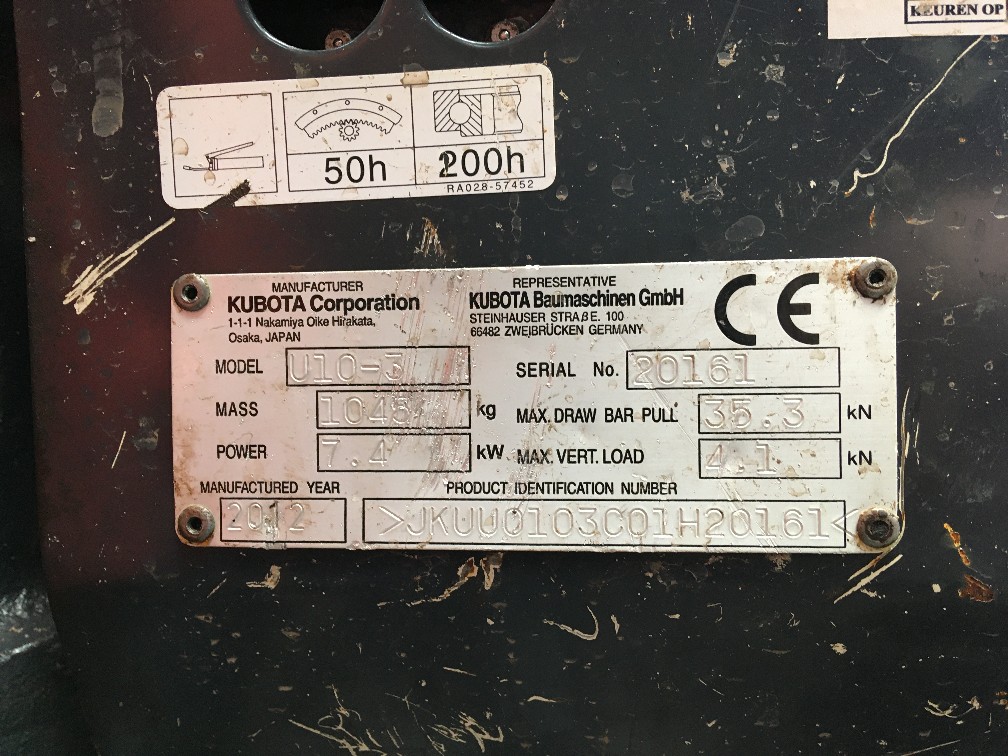 KEUREN OP
50h
200h
RA028-57452
MANUFACTURER
KUBOTA Corporation
1-1-1 Nakamiya Oike Hirakata,
Osaka, JAPAN
REPRESENTATIVE
KUBOTA Baumaschinen GmbH
STEINHAUSER STRAßE. 100
66482 ZWEIBRÜCKEN GERMANY
CE
MODEL U10-3
SERIAL No. 20161
MASS 1045 kg
MAX. DRAW BAR PULL 35.3 kN
POWER 7.4 kW
MAX. VERT. LOAD 4.1 kN
MANUFACTURED YEAR
2012
PRODUCT IDENTIFICATION NUMBER
>JKUU0103C01H20161<